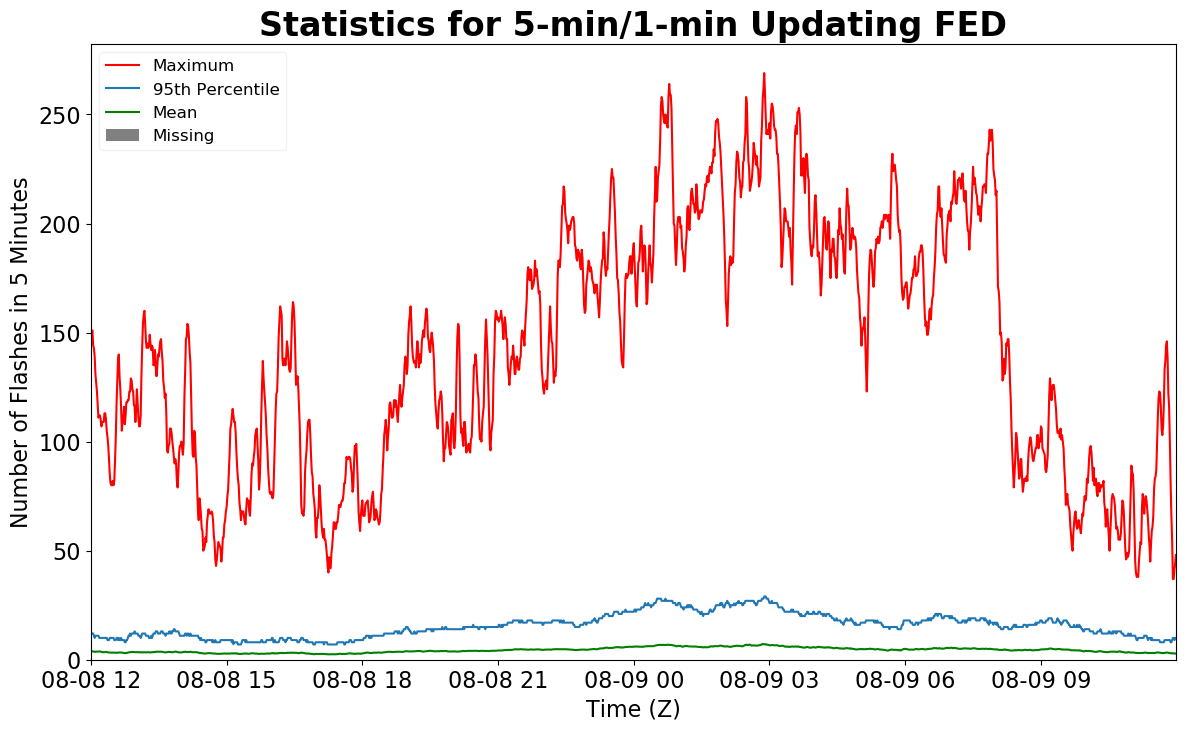 Statistics for 5-min/1-min Updating FED
Maximum
95th Percentile
Mean
Missing
Number of Flashes in 5 Minutes
250
200
150
100
50
0
08-08 12 08-08 15 08-08 18 08-08 21 08-09 00 08-09 03 08-09 06 08-09 09
Time (Z)